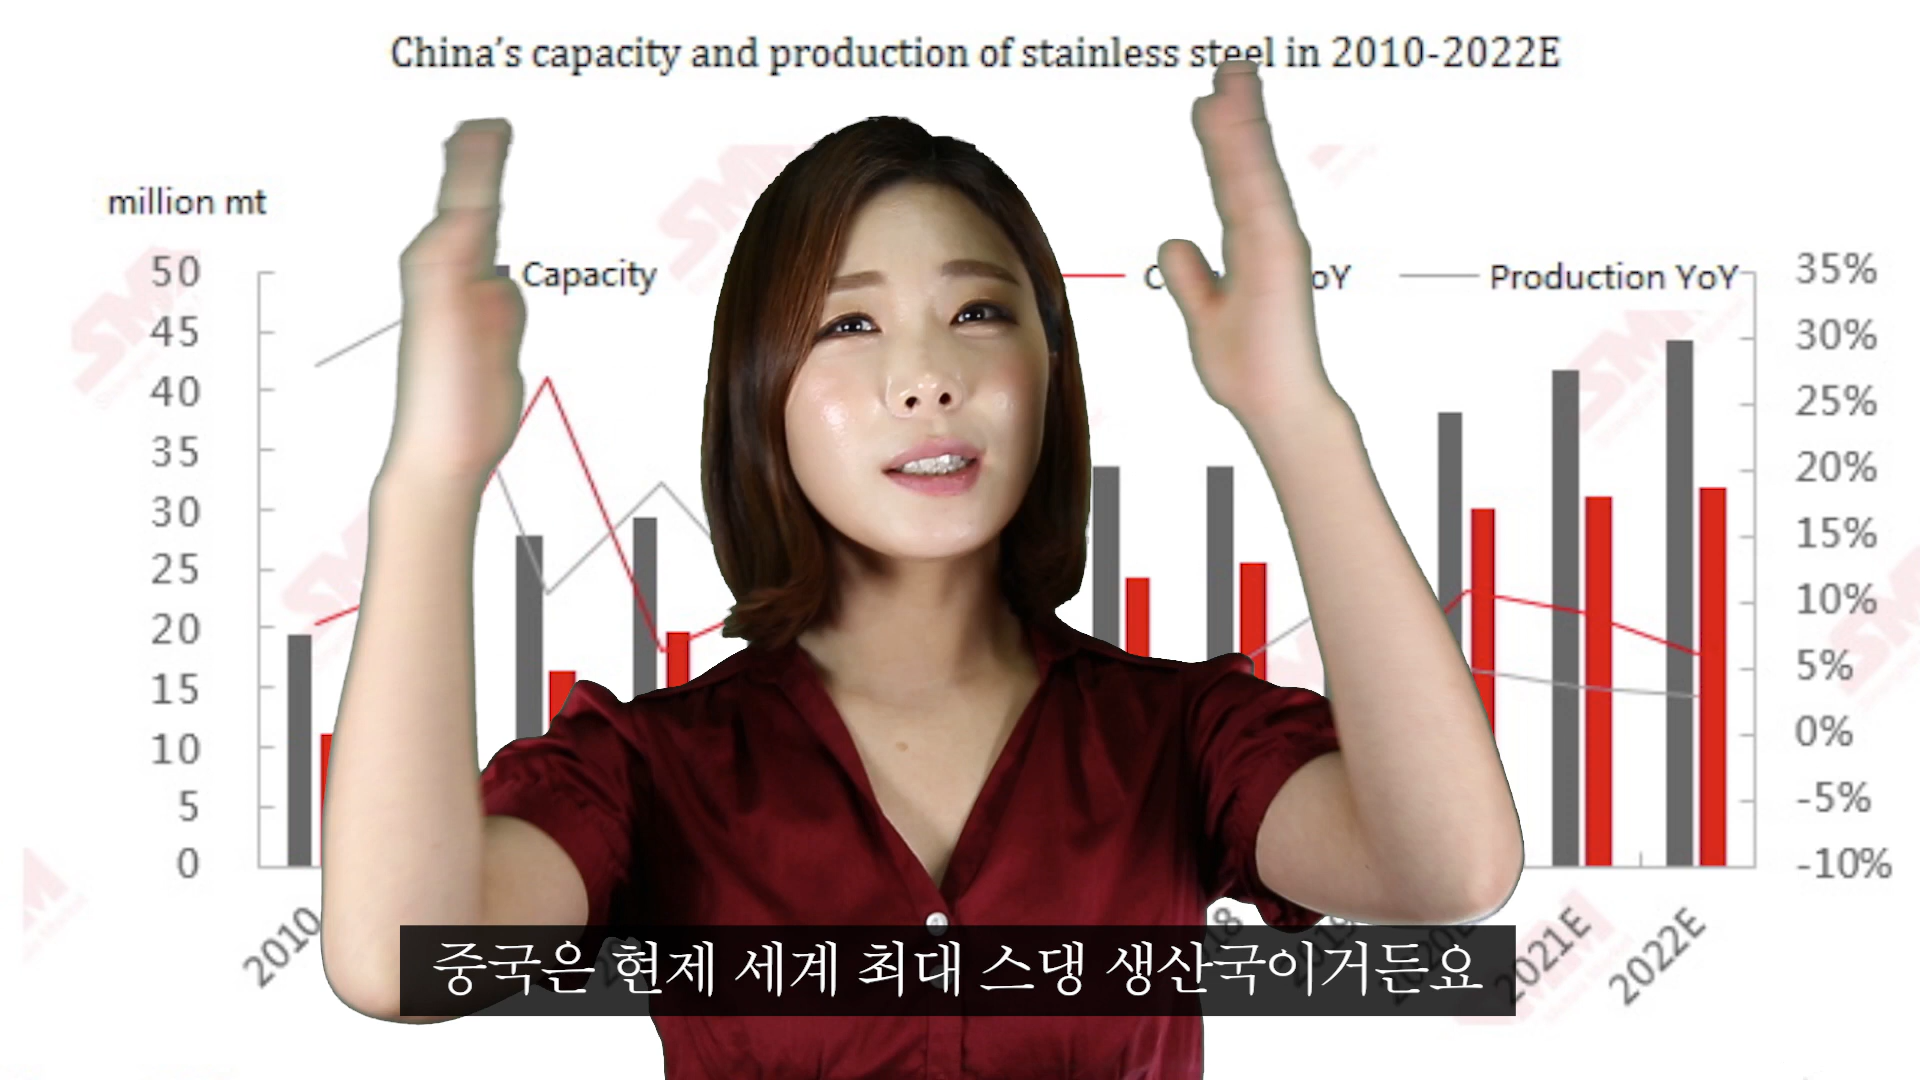 China's capacity and production of stainless steel in 2010-2022E
million mt
Capacity
YoY
Production YoY
50
45
40
35
30
25
20
15
10
5
0
35%
30%
25%
20%
15%
10%
5%
0%
-5%
-10%
2010
2019
2020E
2021E
2022E
중국은 현제 세계 최대 스댕 생산국이거든요